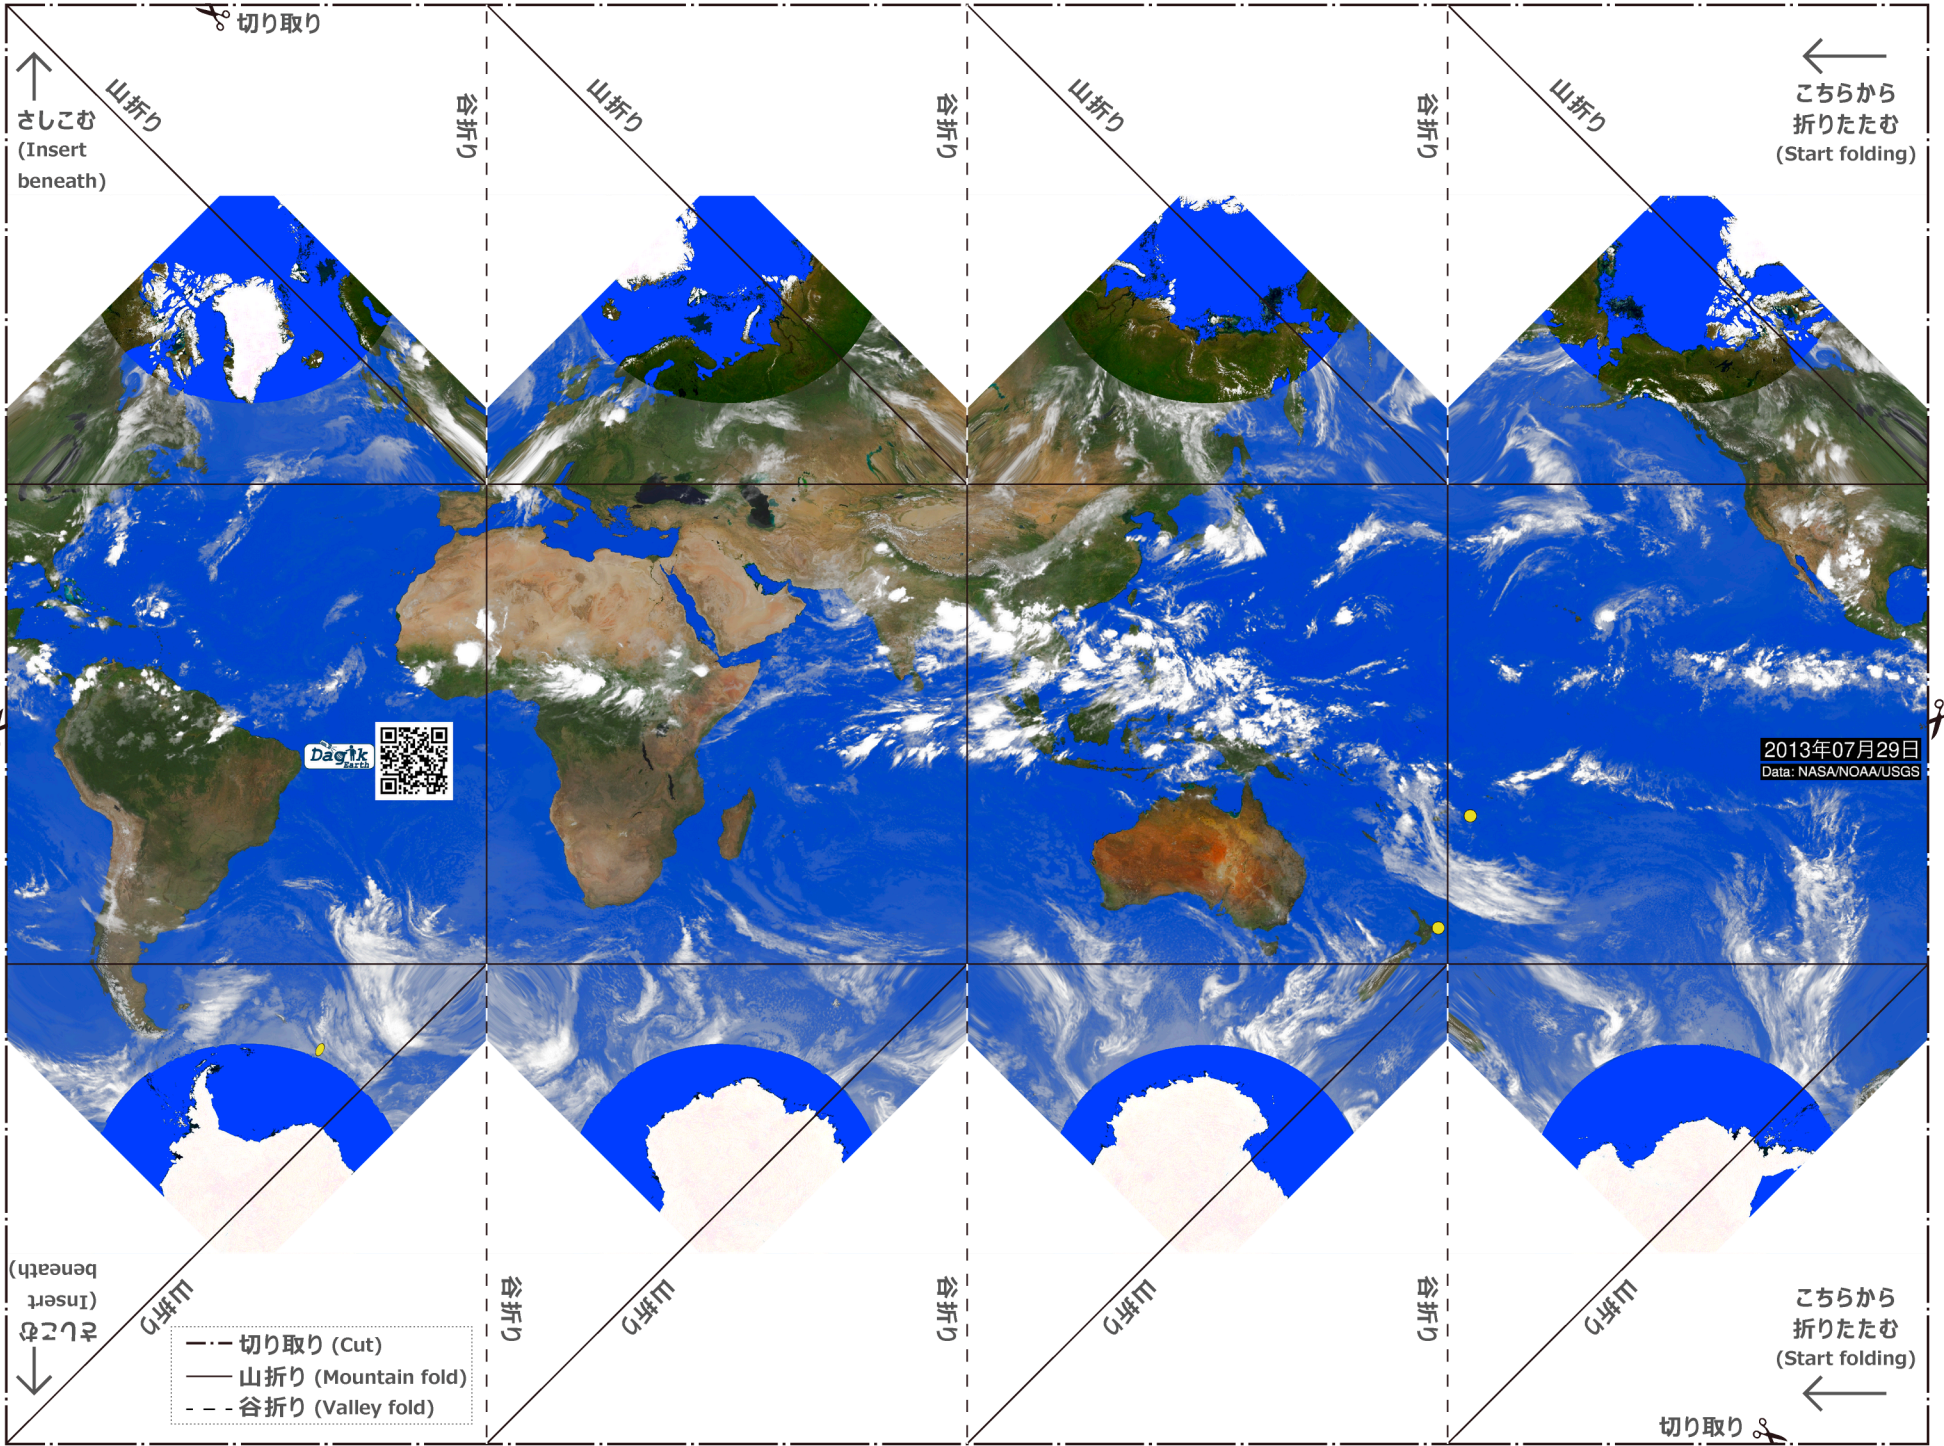 切り取り
さしこむ
(Insert
beneath)
山折り
谷折り
山折り
谷折り
山折り
谷折り
山折り
こちらから
折りたたむ
(Start folding)
Dagik
Earth
2013年07月29日
Data: NASA/NOAA/USGS
さしこむ
(Insert
beneath)
山折り
谷折り
山折り
谷折り
山折り
谷折り
山折り
こちらから
折りたたむ
(Start folding)
切り取り (Cut)
山折り (Mountain fold)
谷折り (Valley fold)
切り取り